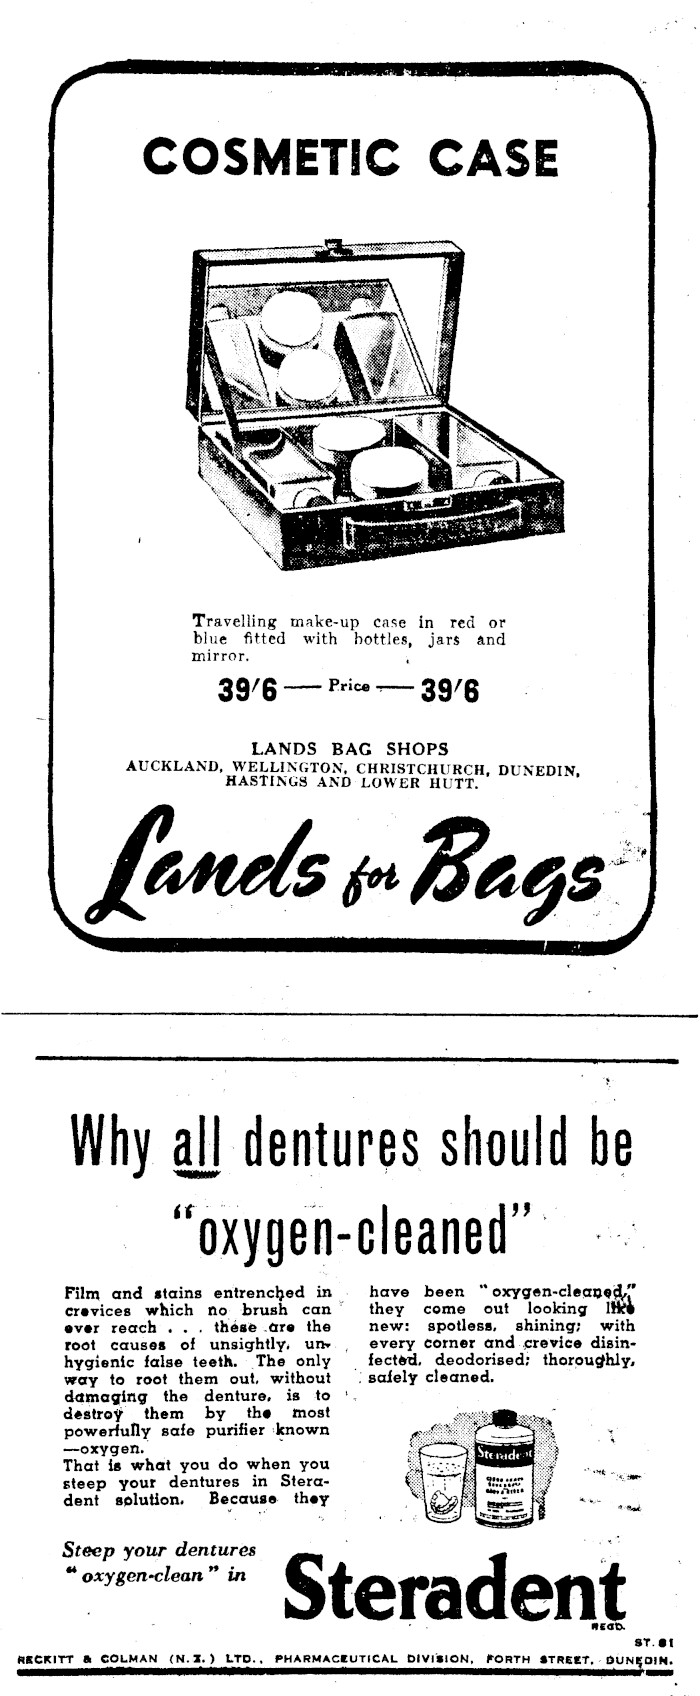 COSMETIC CASE
Travelling make-up case in red or
blue fitted with bottles, jars and
mirror.
39/6 — Price — 39/6
LANDS BAG SHOPS
AUCKLAND, WELLINGTON, CHRISTCHURCH, DUNEDIN,
HASTINGS AND LOWER HUTT.
Lands for Bags
Why all dentures should be
"oxygen-cleaned"
Film and stains entrenched in
crevices which no brush can
ever reach . . . these are the
root causes of unsightly, un-
hygienic false teeth. The only
way to root them out, without
damaging the denture, is to
destroy them by the most
powerfully safe purifier known
—oxygen.
That is what you do when you
steep your dentures in Stera-
dent solution. Because they
have been "oxygen-cleaned,"
they come out looking like
new: spotless, shining; with
every corner and crevice disin-
fected, deodorised; thoroughly,
safely cleaned.
Steradent
Steep your dentures
"oxygen-clean" in
Steradent
REGD.
ST.81
RECKITT & COLMAN (N.Z.) LTD., PHARMACEUTICAL DIVISION, FORTH STREET, DUNEDIN.